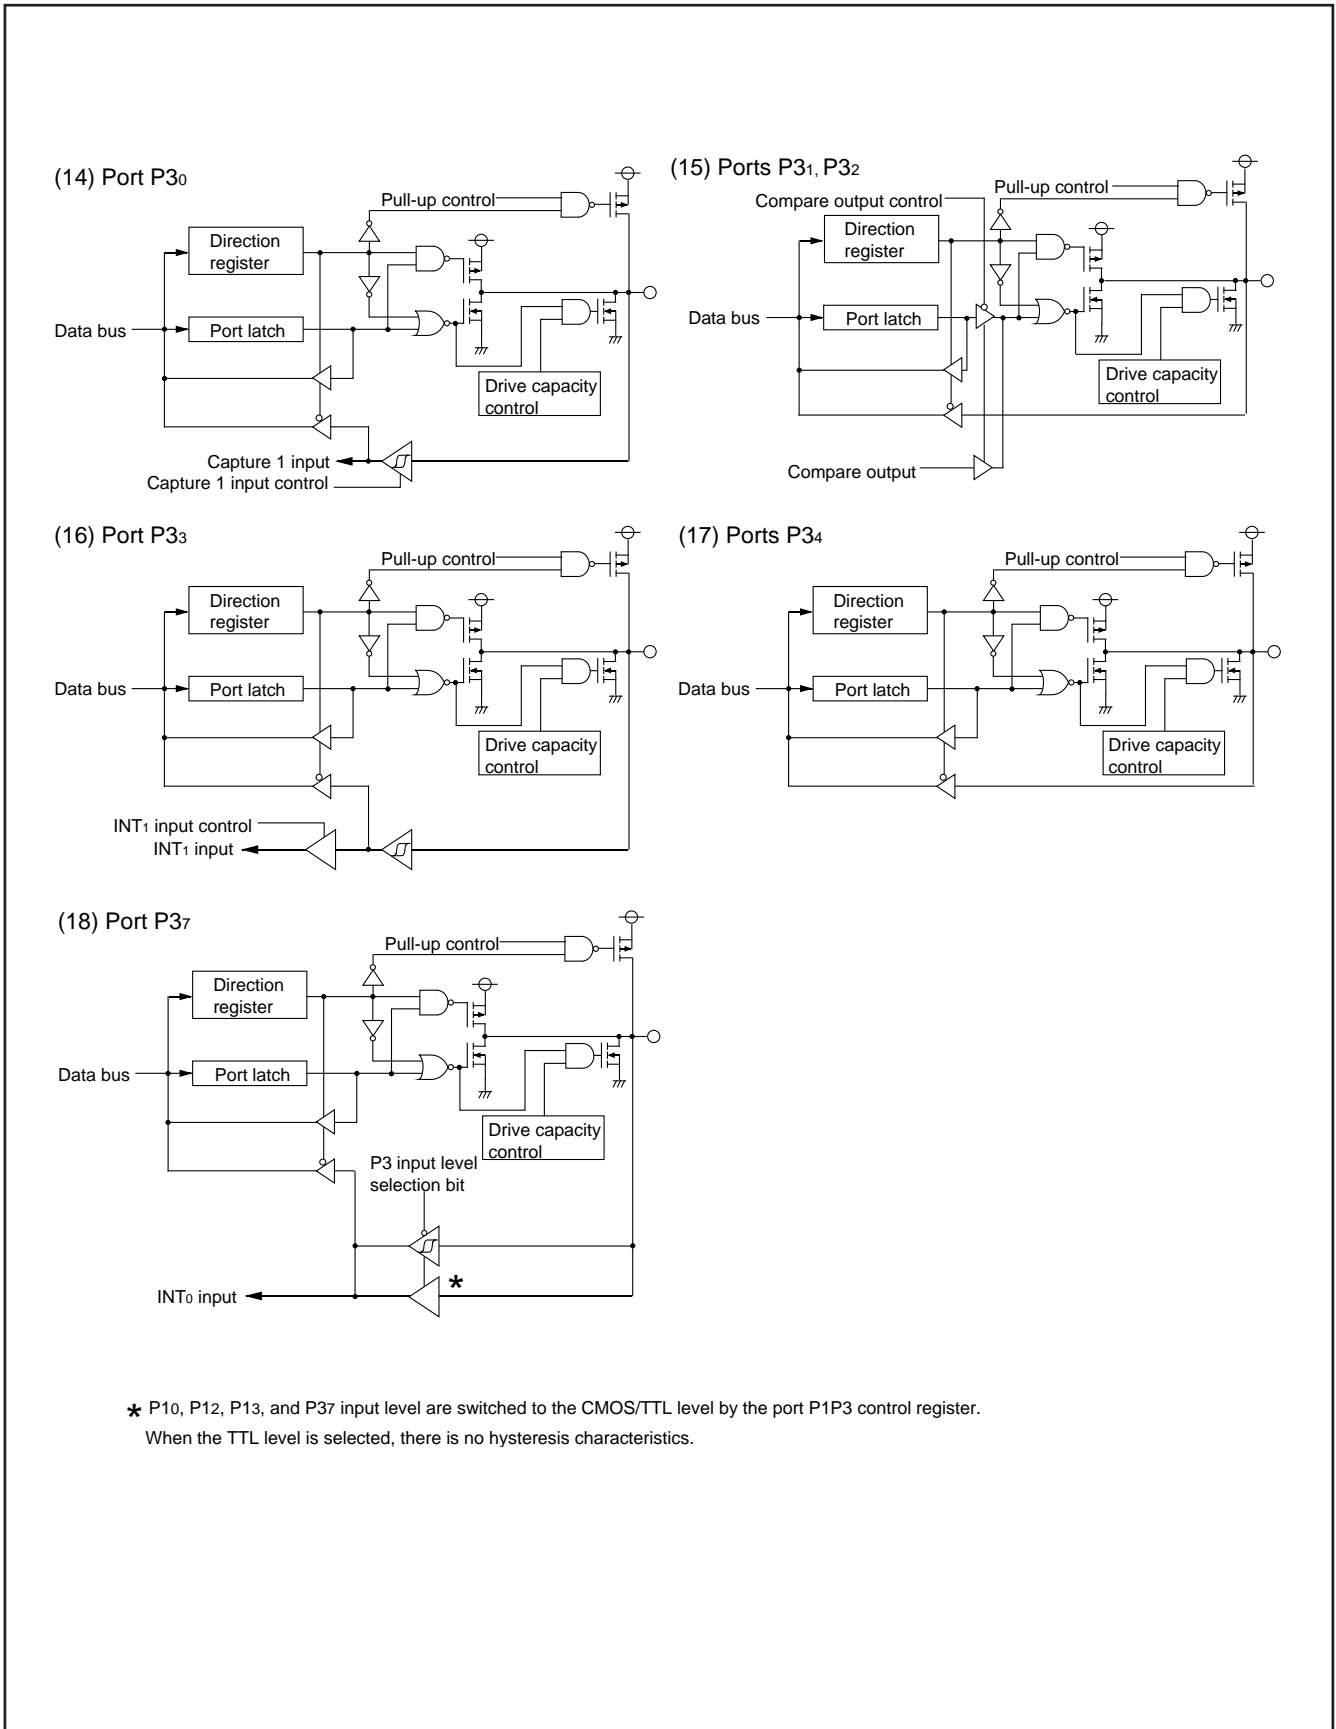 (14) Port P30
Pull-up control
Direction
register
Data bus
Port latch
Drive capacity
control
Capture 1 input
Capture 1 input control
(15) Ports P31, P32
Pull-up control
Compare output control
Direction
register
Data bus
Port latch
Drive capacity
control
Compare output
(16) Port P33
Pull-up control
Direction
register
Data bus
Port latch
Drive capacity
control
INT1 input control
INT1 input
(17) Ports P34
Pull-up control
Direction
register
Data bus
Port latch
Drive capacity
control
(18) Port P37
Pull-up control
Direction
register
Data bus
Port latch
Drive capacity
control
P3 input level
selection bit
*
INT0 input
* P10, P12, P13, and P37 input level are switched to the CMOS/TTL level by the port P1P3 control register.
When the TTL level is selected, there is no hysteresis characteristics.